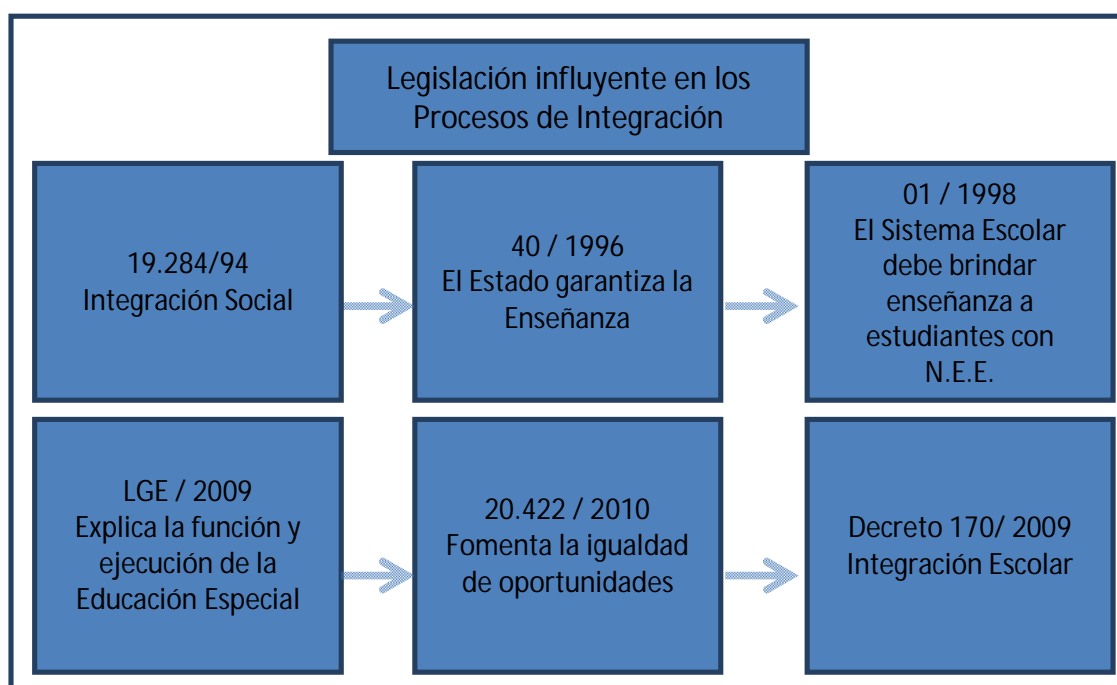 Legislación influyente en los
Procesos de Integración
19.284/94
Integración Social
40 / 1996
El Estado garantiza la
Enseñanza
01 / 1998
El Sistema Escolar
debe brindar
enseñanza a
estudiantes con
N.E.E.
LGE / 2009
Explica la función y
ejecución de la
Educación Especial
20.422 / 2010
Fomenta la igualdad
de oportunidades
Decreto 170/ 2009
Integración Escolar